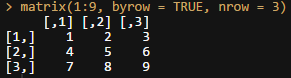 > matrix(1:9, byrow = TRUE, nrow = 3)
     [,1] [,2] [,3]
[1,]    1    2    3
[2,]    4    5    6
[3,]    7    8    9